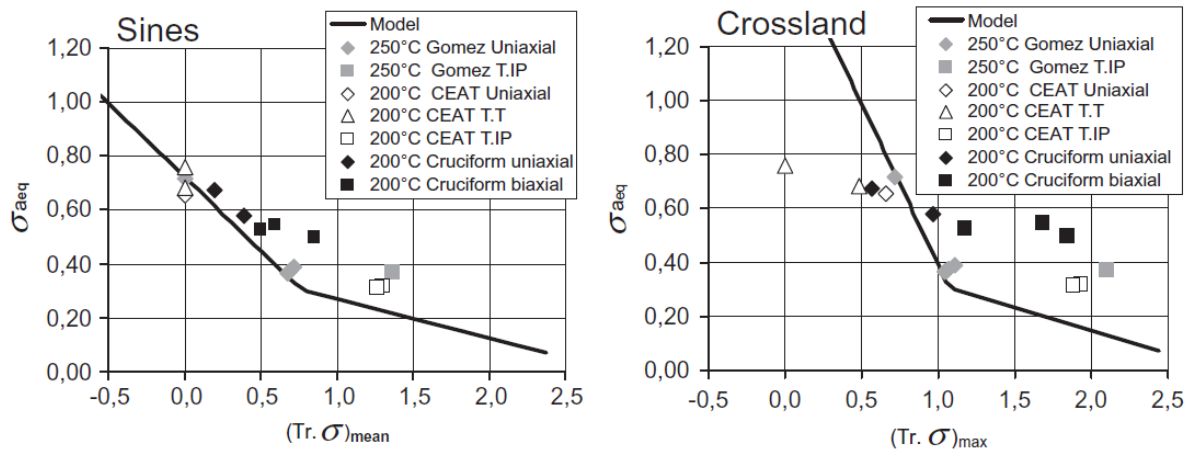 Sines
Model
250°C Gomez Uniaxial
250°C Gomez T.IP
200°C CEAT Uniaxial
200°C CEAT T.T
200°C CEAT T.IP
200°C Cruciform uniaxial
200°C Cruciform biaxial
1,20
1,00
0,80
0,60
0,40
0,20
0,00
σaeq
-0,5 0,0 0,5 1,0 1,5 2,0 2,5
(Tr. σ)mean
Crossland
Model
250°C Gomez Uniaxial
250°C Gomez T.IP
200°C CEAT Uniaxial
200°C CEAT T.T
200°C CEAT T.IP
200°C Cruciform uniaxial
200°C Cruciform biaxial
1,20
1,00
0,80
0,60
0,40
0,20
0,00
σaeq
-0,5 0,0 0,5 1,0 1,5 2,0 2,5
(Tr. σ)max